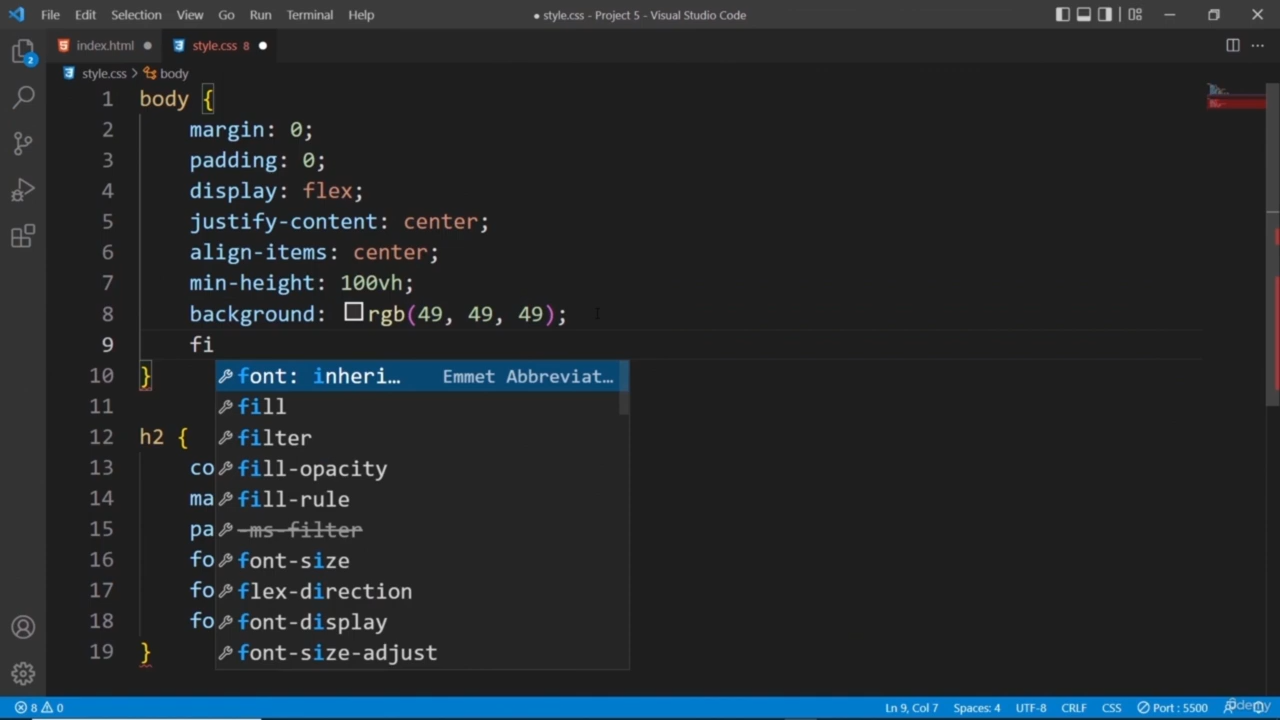 File Edit Selection View Go Run Terminal Help ● style.css - Project 5 - Visual Studio Code
index.html ● style.css 8 ●
style.css > body
1 body {
2 margin: 0;
3 padding: 0;
4 display: flex;
5 justify-content: center;
6 align-items: center;
7 min-height: 100vh;
8 background: rgb(49, 49, 49);
9 fi
10 } font: inheri… Emmet Abbreviat…
11 fill
12 h2 { filter
13 co fill-opacity
14 ma fill-rule
15 pa -ms-filter
16 fo font-size
17 fo flex-direction
18 fo font-display
19 } font-size-adjust
8 0 Ln 9, Col 7 Spaces: 4 UTF-8 CRLF CSS Port : 5500
Udemy
2